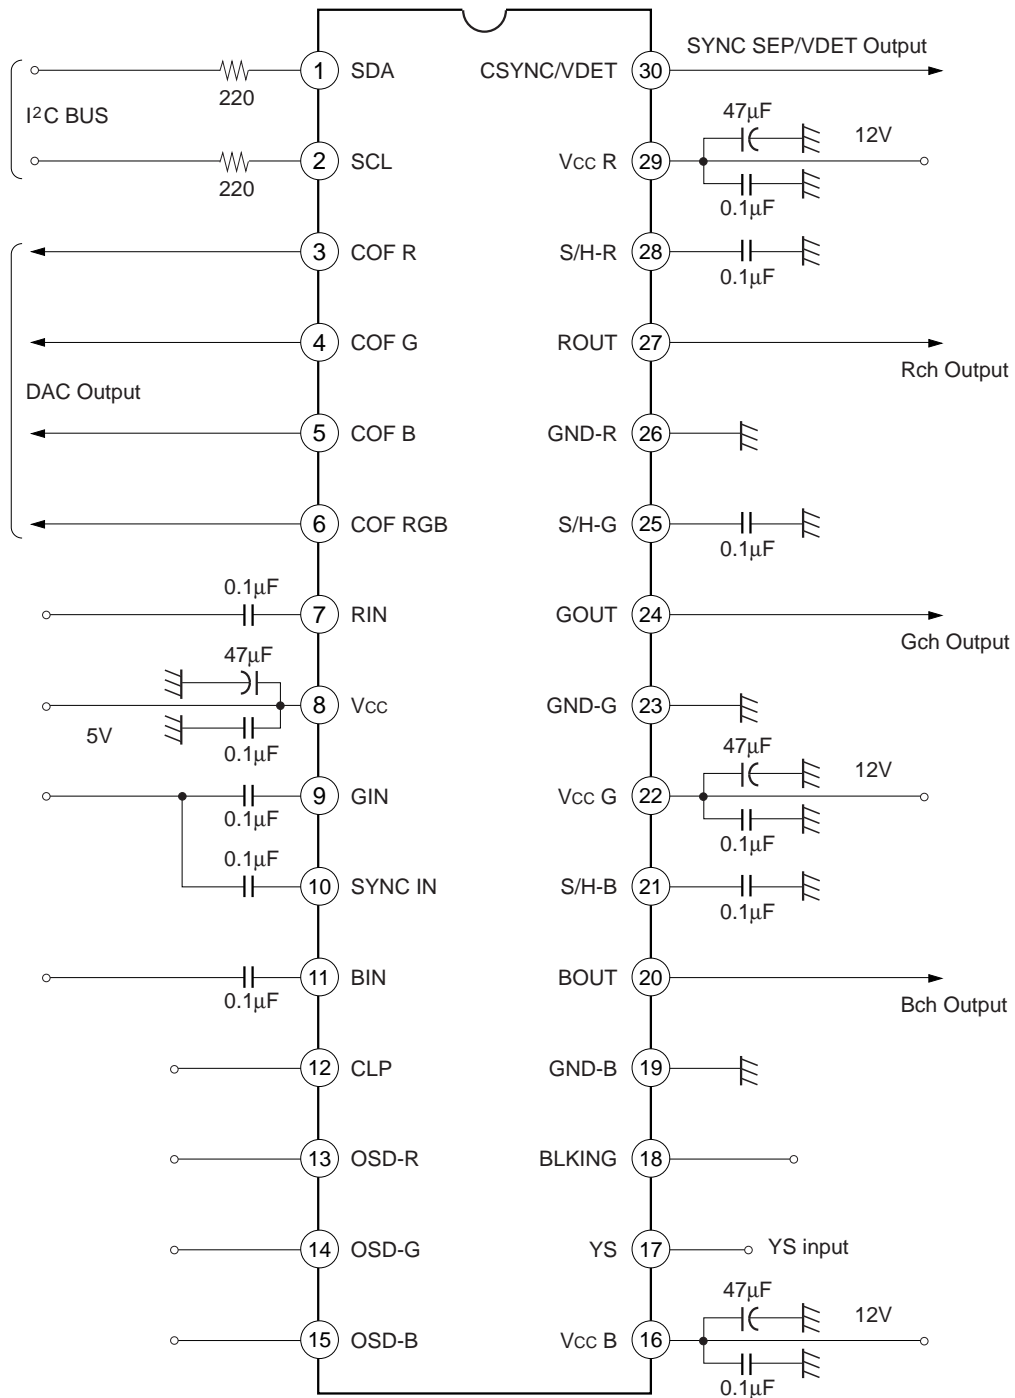 SYNC SEP/VDET Output
1 SDA
CSYNC/VDET 30
220
I²C BUS
47µF
12V
2 SCL
VCC R 29
220
0.1µF
3 COF R
S/H-R 28
0.1µF
4 COF G
ROUT 27
Rch Output
DAC Output
5 COF B
GND-R 26
6 COF RGB
S/H-G 25
0.1µF
0.1µF
7 RIN
GOUT 24
Gch Output
47µF
8 VCC
GND-G 23
5V
0.1µF
47µF
12V
9 GIN
VCC G 22
0.1µF
0.1µF
0.1µF
10 SYNC IN
S/H-B 21
0.1µF
11 BIN
BOUT 20
0.1µF
Bch Output
12 CLP
GND-B 19
13 OSD-R
BLKING 18
14 OSD-G
YS 17
YS input
47µF
12V
15 OSD-B
VCC B 16
0.1µF